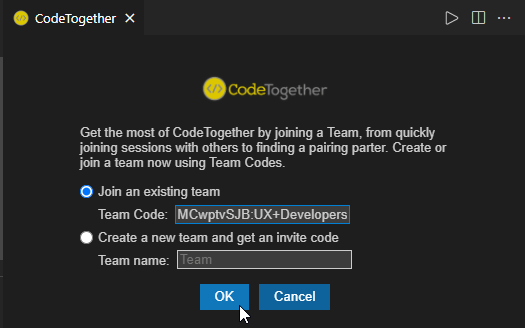 CodeTogether
CodeTogether
Get the most of CodeTogether by joining a Team, from quickly
joining sessions with others to finding a pairing parter. Create or
join a team now using Team Codes.
Join an existing team
Team Code: MCwptvSJB:UX+Developers
Create a new team and get an invite code
Team name: Team
OK Cancel